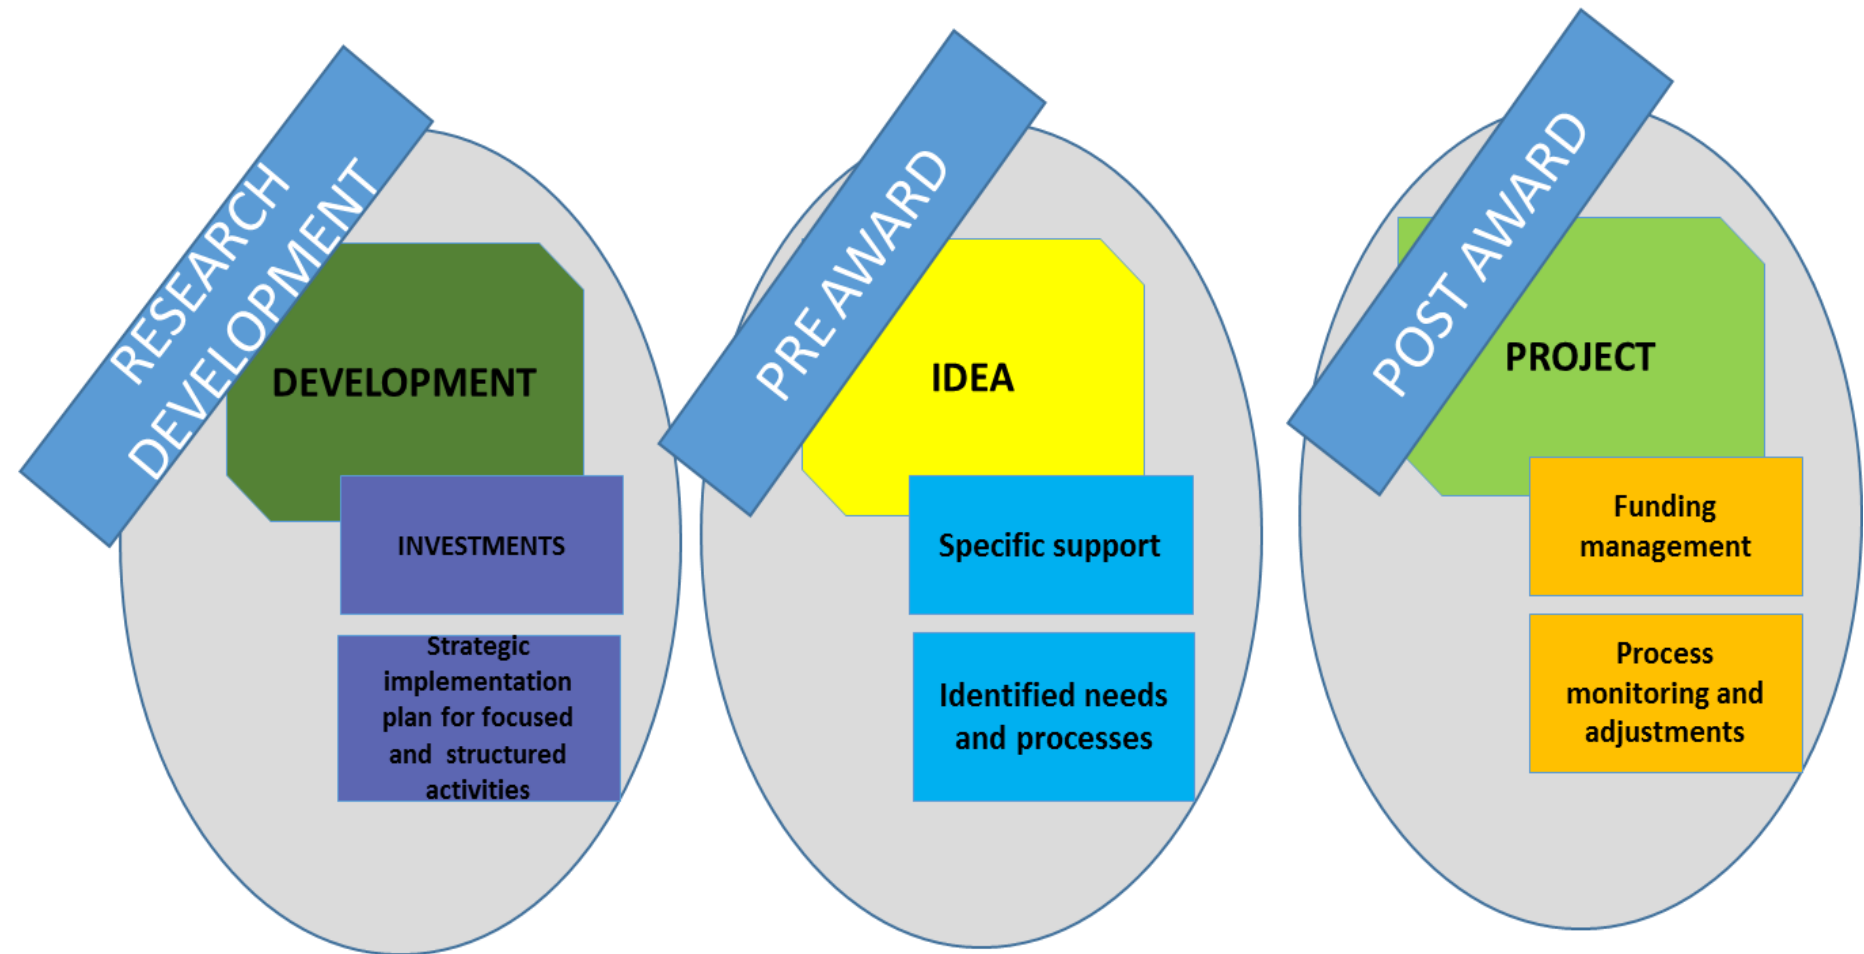 RESEARCH
DEVELOPMENT
DEVELOPMENT
INVESTMENTS
Strategic
implementation
plan for focused
and structured
activities
PRE AWARD
IDEA
Specific support
Identified needs
and processes
POST AWARD
PROJECT
Funding
management
Process
monitoring and
adjustments